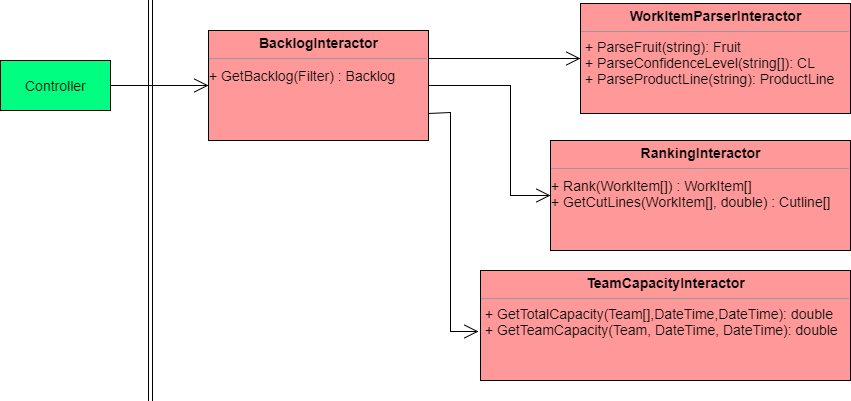 WorkItemParserInteractor
+ ParseFruit(string): Fruit
+ ParseConfidenceLevel(string[]): CL
+ ParseProductLine(string): ProductLine
BacklogInteractor
+ GetBacklog(Filter) : Backlog
Controller
RankingInteractor
+ Rank(WorkItem[]) : WorkItem[]
+ GetCutLines(WorkItem[], double) : Cutline[]
TeamCapacityInteractor
+ GetTotalCapacity(Team[],DateTime,DateTime): double
+ GetTeamCapacity(Team, DateTime, DateTime): double